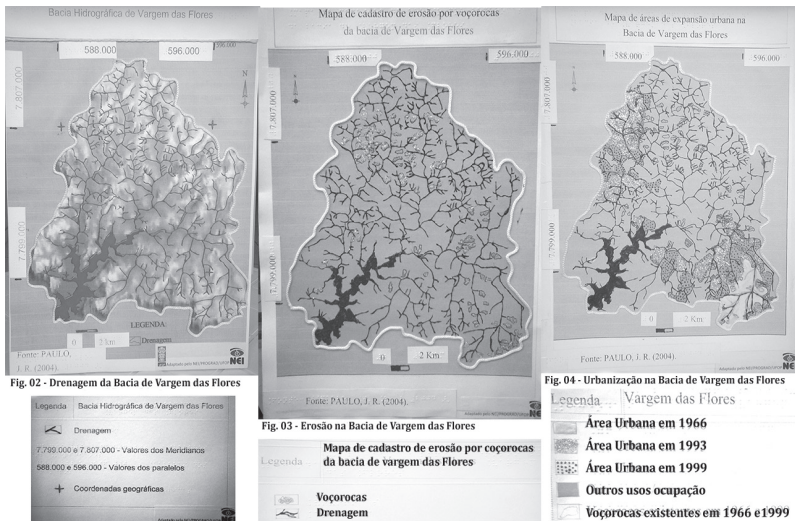 Bacia Hidrográfica de Vargem das Flores
588.000
596.000
596.000
N
7.807.000
7.799.000
LEGENDA
Drenagem
0
2 km
Fonte: PAULO,
J. R. (2004).
NEI
Fig. 02 - Drenagem da Bacia de Vargem das Flores
Legenda
Bacia Hidrográfica de Vargem das Flores
Drenagem
7.799.000 e 7.807.000 - Valores dos Meridianos
588.000 e 596.000 - Valores dos paralelos
Coordenadas geográficas
Mapa de cadastro de erosão por voçorocas
da bacia de Vargem das Flores
588.000
596.000
7.807.000
7.799.000
0
2 Km
Fonte: PAULO, J. R. (2004).
NEI
Fig. 03 - Erosão na Bacia de Vargem das Flores
Legenda
Mapa de cadastro de erosão por coçorocas
da bacia de vargem das Flores
Voçorocas
Drenagem
Mapa de áreas de expansão urbana na
Bacia de Vargem das Flores
588.000
596.000
7.807.000
7.799.000
0
2 Km
Fonte: PAULO, J. R. (2004).
NEI
Fig. 04 - Urbanização na Bacia de Vargem das Flores
Legenda
Vargem das Flores
Área Urbana em 1966
Área Urbana em 1993
Área Urbana em 1999
Outros usos ocupação
Voçorocas existentes em 1966 e1999